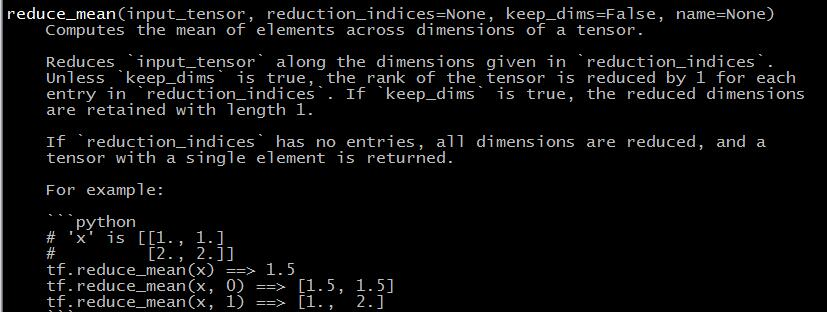 reduce_mean(input_tensor, reduction_indices=None, keep_dims=False, name=None)
Computes the mean of elements across dimensions of a tensor.
Reduces `input_tensor` along the dimensions given in `reduction_indices`.
Unless `keep_dims` is true, the rank of the tensor is reduced by 1 for each
entry in `reduction_indices`. If `keep_dims` is true, the reduced dimensions
are retained with length 1.
If `reduction_indices` has no entries, all dimensions are reduced, and a
tensor with a single element is returned.
For example:
```python
# 'x' is [[1., 1.]
#         [2., 2.]]
tf.reduce_mean(x) ==> 1.5
tf.reduce_mean(x, 0) ==> [1.5, 1.5]
tf.reduce_mean(x, 1) ==> [1.,  2.]
```